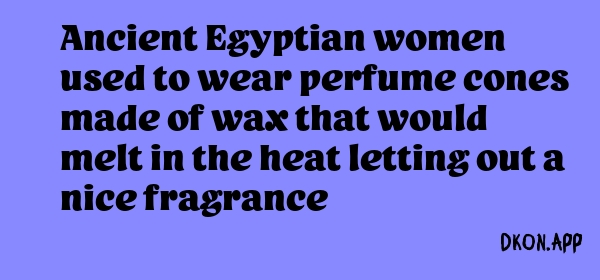 Ancient Egyptian women
used to wear perfume cones
made of wax that would
melt in the heat letting out a
nice fragrance
DKON.APP